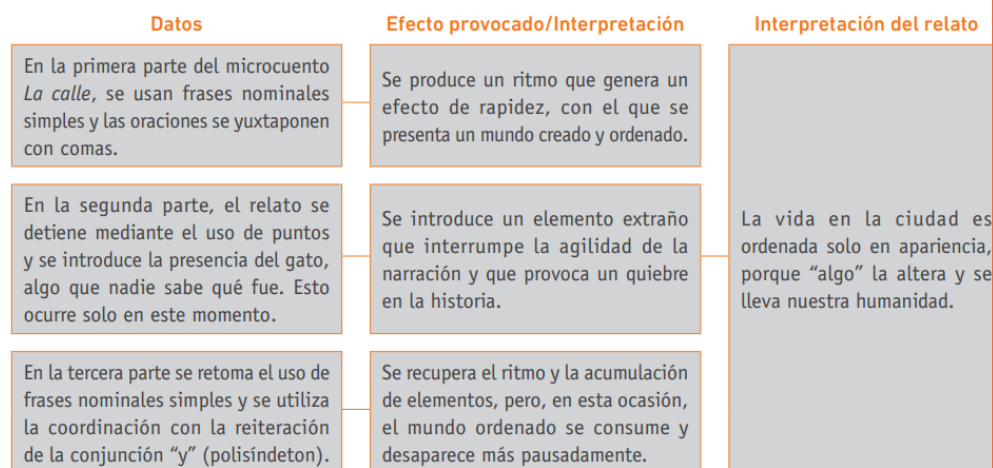 Datos
Efecto provocado/Interpretación
Interpretación del relato
En la primera parte del microcuento
La calle, se usan frases nominales
simples y las oraciones se yuxtaponen
con comas.
Se produce un ritmo que genera un
efecto de rapidez, con el que se
presenta un mundo creado y ordenado.
En la segunda parte, el relato se
detiene mediante el uso de puntos
y se introduce la presencia del gato,
algo que nadie sabe qué fue. Esto
ocurre solo en este momento.
Se introduce un elemento extraño
que interrumpe la agilidad de la
narración y que provoca un quiebre
en la historia.
En la tercera parte se retoma el uso de
frases nominales simples y se utiliza
la coordinación con la reiteración
de la conjunción “y” (polisíndeton).
Se recupera el ritmo y la acumulación
de elementos, pero, en esta ocasión,
el mundo ordenado se consume y
desaparece más pausadamente.
La vida en la ciudad es
ordenada solo en apariencia,
porque “algo” la altera y se
lleva nuestra humanidad.